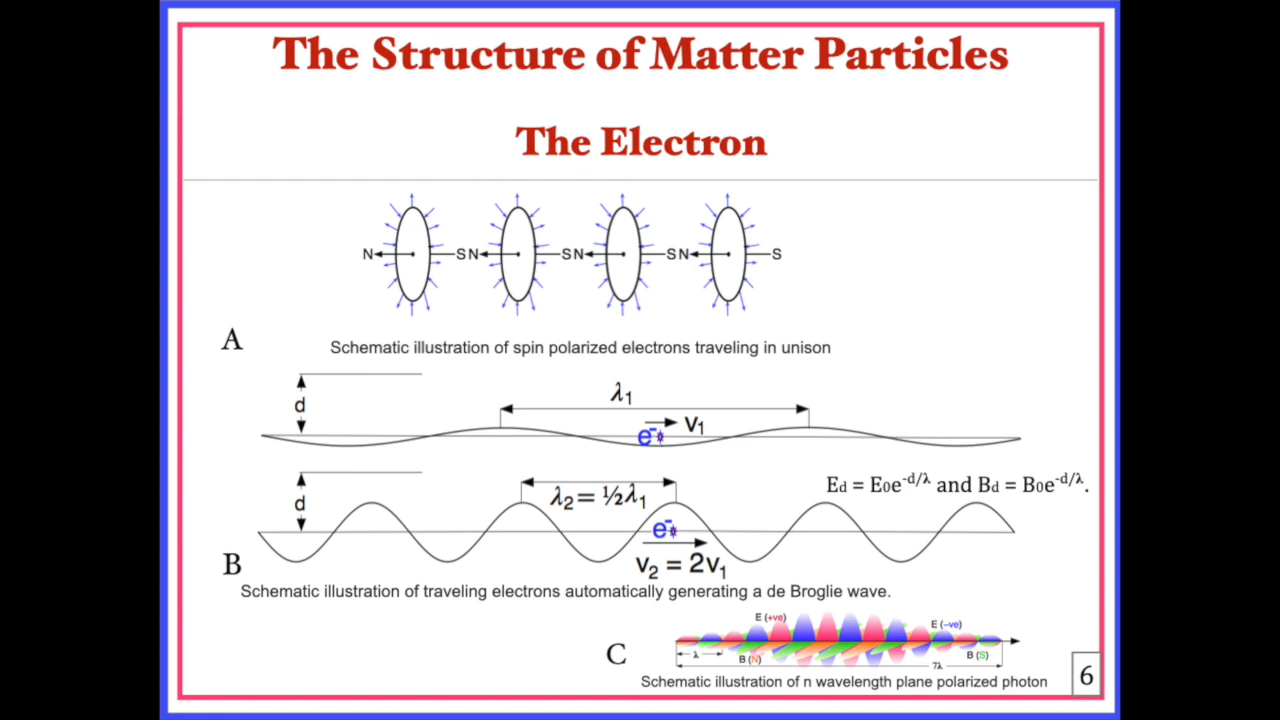 The Structure of Matter Particles
The Electron
N S N S N S N S
A
Schematic illustration of spin polarized electrons traveling in unison
d
λ₁
e⁻ v₁
d
λ₂ = ½λ₁
Ed = E0e^-d/λ and Bd = B0e^-d/λ.
e⁻
B
v₂ = 2v₁
Schematic illustration of traveling electrons automatically generating a de Broglie wave.
E (+ve) E (-ve)
C
λ B (N) 7λ B (S)
Schematic illustration of n wavelength plane polarized photon
6